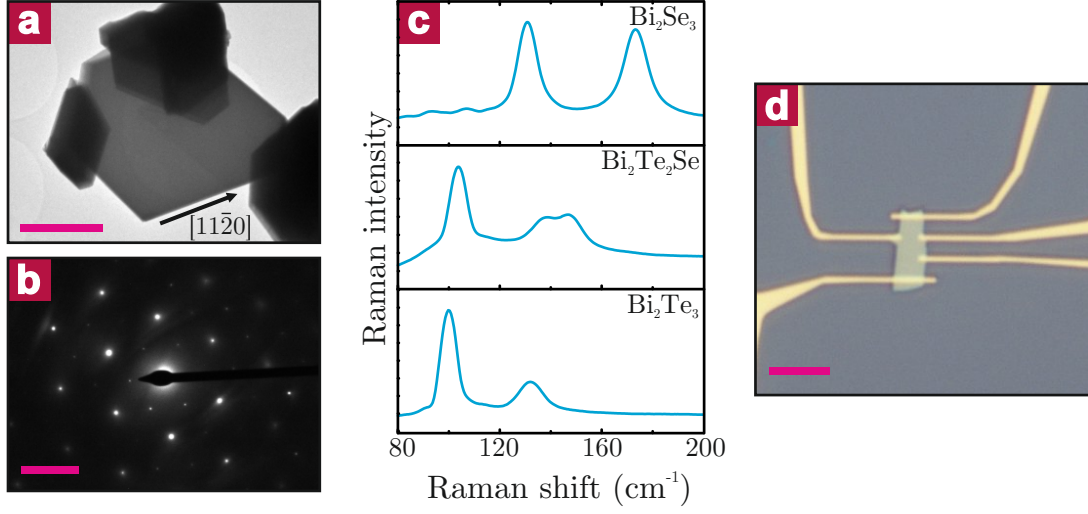 a
[112̄0]
b
c
Bi₂Se₃
Bi₂Te₂Se
Bi₂Te₃
Raman intensity
80
120
160
200
Raman shift (cm⁻¹)
d